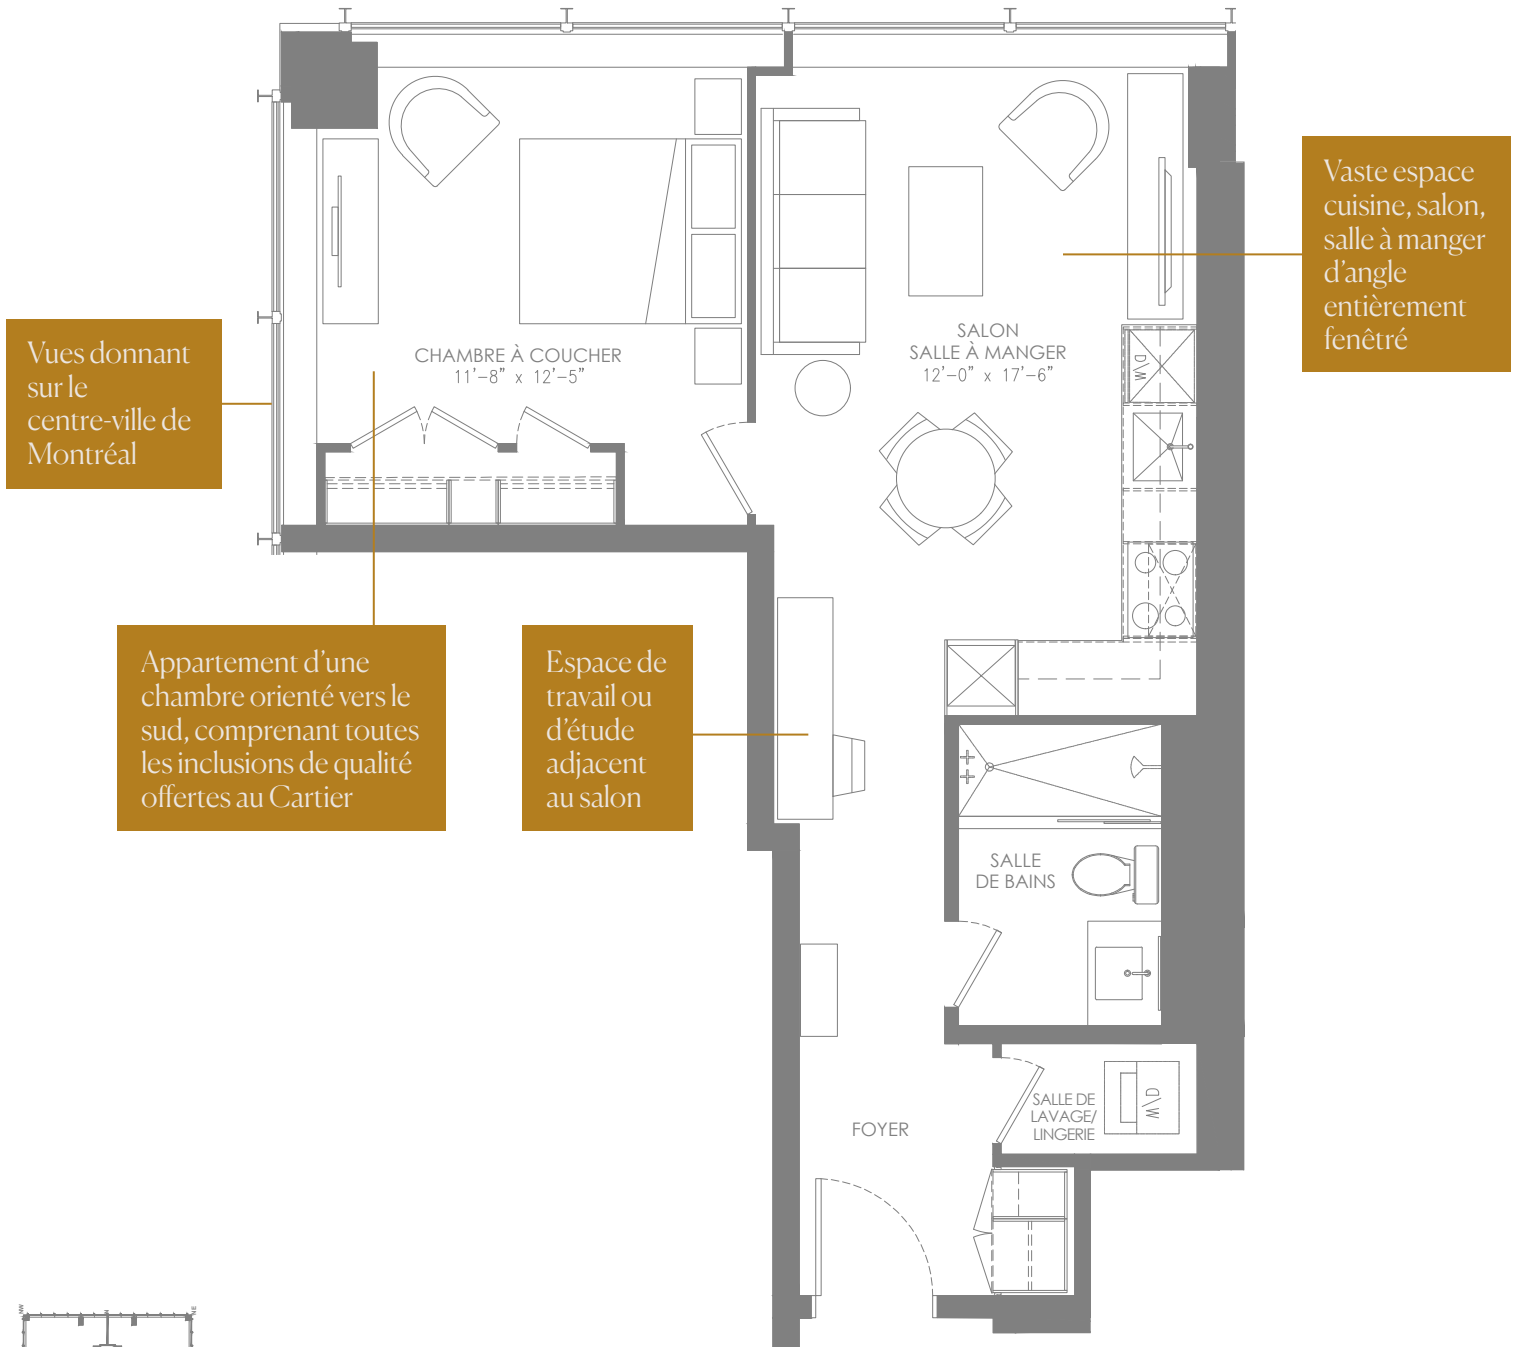 Vaste espace
cuisine, salon,
salle à manger
d’angle
entièrement
fenêtré
SALON
SALLE À MANGER
12’-0” x 17’-6”
D\W
CHAMBRE À COUCHER
11’-8” x 12’-5”
Vues donnant
sur le
centre-ville de
Montréal
Appartement d’une
chambre orienté vers le
sud, comprenant toutes
les inclusions de qualité
offertes au Cartier
Espace de
travail ou
d’étude
adjacent
au salon
SALLE
DE BAINS
SALLE DE
LAVAGE/
LINGERIE
W\D
FOYER
NW
N
NE